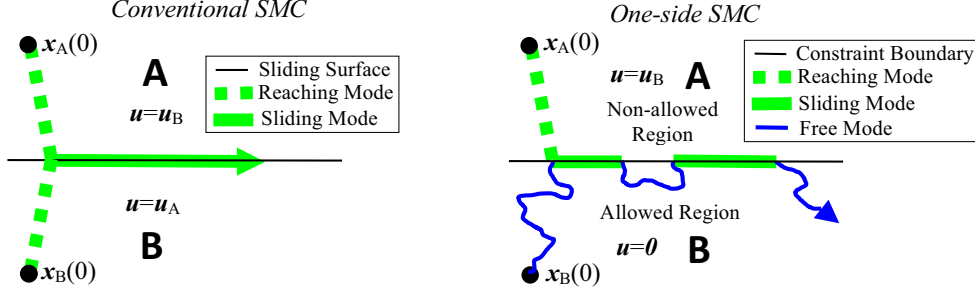 Conventional SMC
x_A(0)
A
u=u_B
Sliding Surface
Reaching Mode
Sliding Mode
u=u_A
B
x_B(0)
One-side SMC
x_A(0)
u=u_B
A
Non-allowed
Region
Constraint Boundary
Reaching Mode
Sliding Mode
Free Mode
Allowed Region
u=0
B
x_B(0)